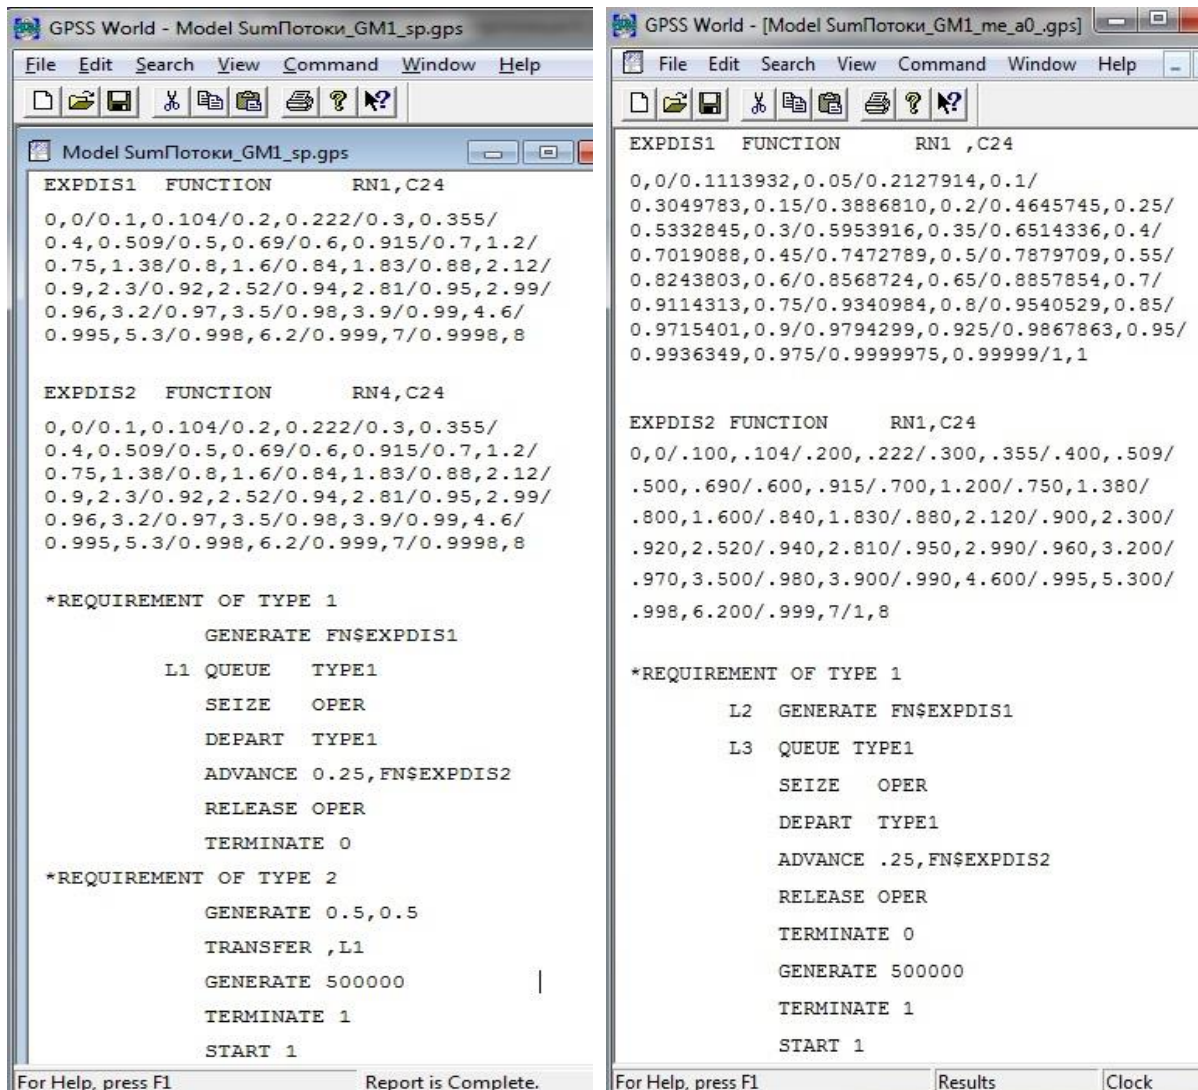 GPSS World - Model SumПотоки_GM1_sp.gps
File Edit Search View Command Window Help
Model SumПотоки_GM1_sp.gps
EXPDIS1 FUNCTION RN1,C24
0,0/0.1,0.104/0.2,0.222/0.3,0.355/
0.4,0.509/0.5,0.69/0.6,0.915/0.7,1.2/
0.75,1.38/0.8,1.6/0.84,1.83/0.88,2.12/
0.9,2.3/0.92,2.52/0.94,2.81/0.95,2.99/
0.96,3.2/0.97,3.5/0.98,3.9/0.99,4.6/
0.995,5.3/0.998,6.2/0.999,7/0.9998,8
EXPDIS2 FUNCTION RN4,C24
0,0/0.1,0.104/0.2,0.222/0.3,0.355/
0.4,0.509/0.5,0.69/0.6,0.915/0.7,1.2/
0.75,1.38/0.8,1.6/0.84,1.83/0.88,2.12/
0.9,2.3/0.92,2.52/0.94,2.81/0.95,2.99/
0.96,3.2/0.97,3.5/0.98,3.9/0.99,4.6/
0.995,5.3/0.998,6.2/0.999,7/0.9998,8
*REQUIREMENT OF TYPE 1
GENERATE FN$EXPDIS1
L1 QUEUE TYPE1
SEIZE OPER
DEPART TYPE1
ADVANCE 0.25,FN$EXPDIS2
RELEASE OPER
TERMINATE 0
*REQUIREMENT OF TYPE 2
GENERATE 0.5,0.5
TRANSFER ,L1
GENERATE 500000
TERMINATE 1
START 1
For Help, press F1 Report is Complete.
GPSS World - [Model SumПотоки_GM1_me_a0_.gps]
File Edit Search View Command Window Help
EXPDIS1 FUNCTION RN1 ,C24
0,0/0.1113932,0.05/0.2127914,0.1/
0.3049783,0.15/0.3886810,0.2/0.4645745,0.25/
0.5332845,0.3/0.5953916,0.35/0.6514336,0.4/
0.7019088,0.45/0.7472789,0.5/0.7879709,0.55/
0.8243803,0.6/0.8568724,0.65/0.8857854,0.7/
0.9114313,0.75/0.9340984,0.8/0.9540529,0.85/
0.9715401,0.9/0.9794299,0.925/0.9867863,0.95/
0.9936349,0.975/0.9999975,0.99999/1,1
EXPDIS2 FUNCTION RN1,C24
0,0/.100,.104/.200,.222/.300,.355/.400,.509/
.500,.690/.600,.915/.700,1.200/.750,1.380/
.800,1.600/.840,1.830/.880,2.120/.900,2.300/
.920,2.520/.940,2.810/.950,2.990/.960,3.200/
.970,3.500/.980,3.900/.990,4.600/.995,5.300/
.998,6.200/.999,7/1,8
*REQUIREMENT OF TYPE 1
L2 GENERATE FN$EXPDIS1
L3 QUEUE TYPE1
SEIZE OPER
DEPART TYPE1
ADVANCE .25,FN$EXPDIS2
RELEASE OPER
TERMINATE 0
GENERATE 500000
TERMINATE 1
START 1
For Help, press F1 Results Clock